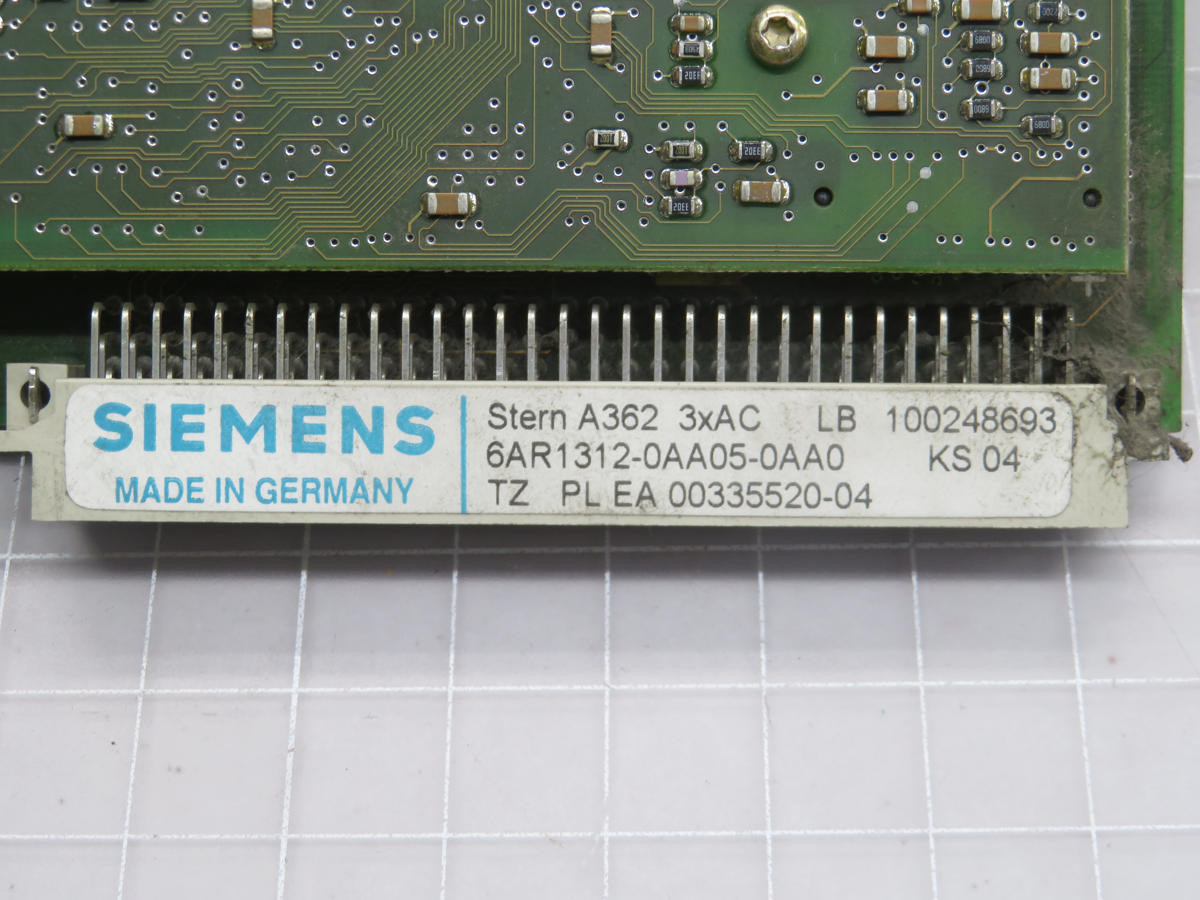 SIEMENS
MADE IN GERMANY
Stern A362 3xAC LB 100248693
6AR1312-0AA05-0AA0 KS 04
TZ PL EA 00335520-04